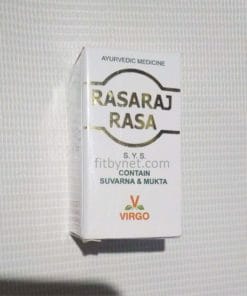 AYURVEDIC MEDICINE
RASARAJ
RASA
fitbynet.com
S. Y. S.
CONTAIN
SUVARNA & MUKTA
V
VIRGO